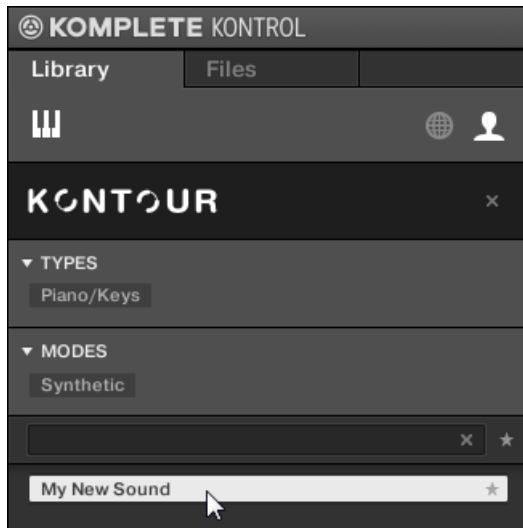 KOMPLETE KONTROL
Library Files
KONTOUR
TYPES
Piano/Keys
MODES
Synthetic
My New Sound